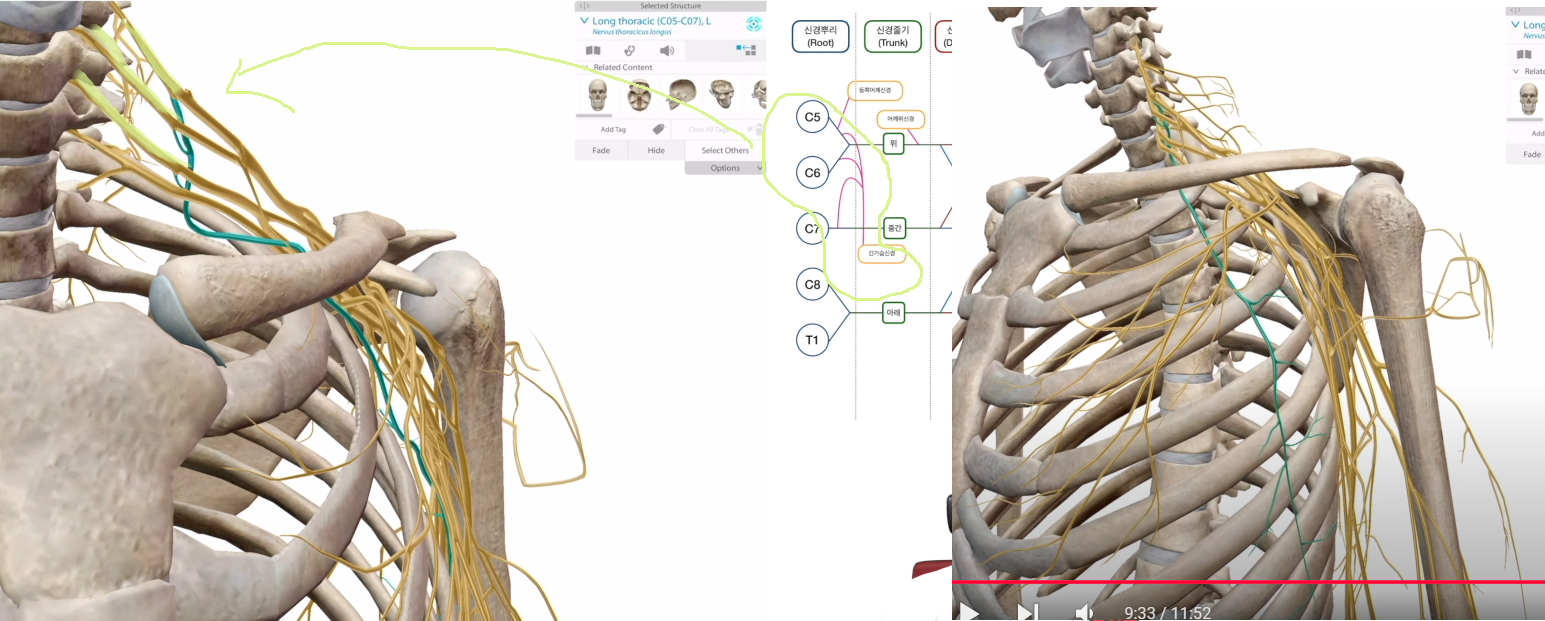 Selected Structure
Long thoracic (C05-C07), L
Nervus thoracicus longus
Related Content
Add Tag
Clear All Tags
Fade
Hide
Select Others
Options
신경뿌리
(Root)
신경줄기
(Trunk)
신
(D
등쪽어깨신경
C5
어깨위신경
위
C6
C7
중간
긴가슴신경
C8
아래
T1
Long
Nervus
Relate
Add
Fade
9:33 / 11:52